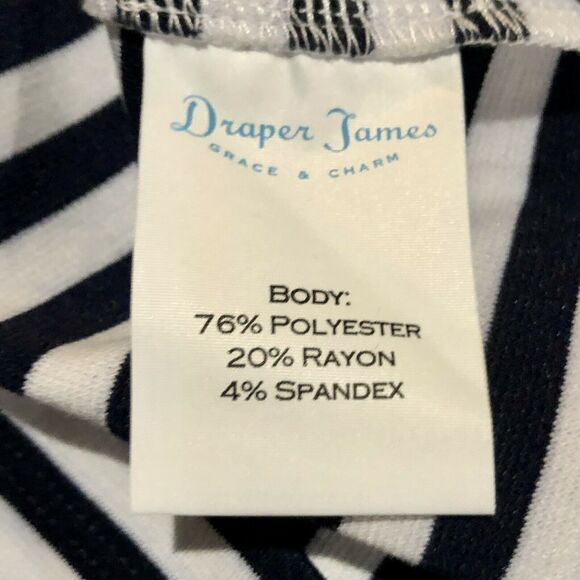 Draper James
GRACE & CHARM
BODY:
76% POLYESTER
20% RAYON
4% SPANDEX